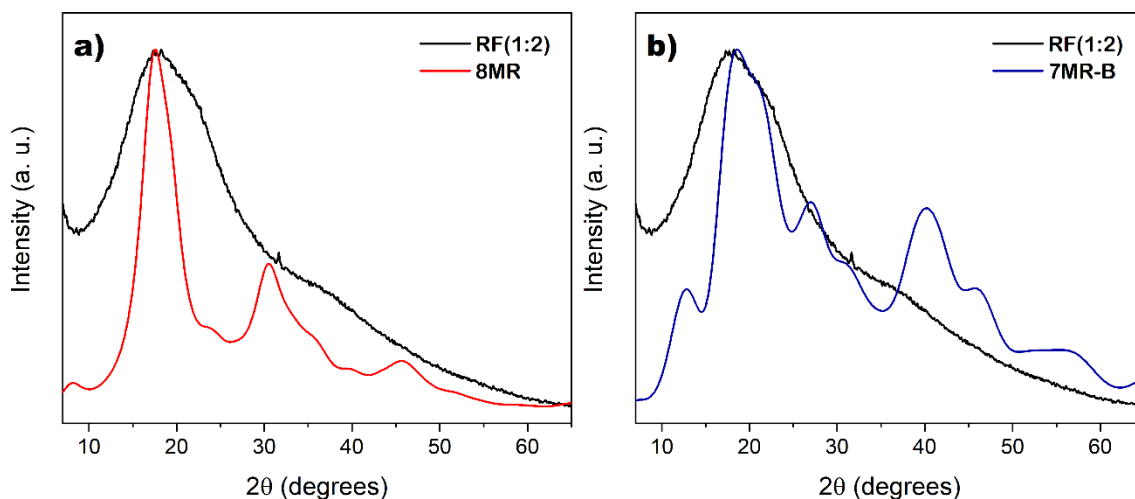 a)
RF(1:2)
8MR
Intensity (a. u.)
10 20 30 40 50 60
2θ (degrees)
b)
RF(1:2)
7MR-B
Intensity (a. u.)
10 20 30 40 50 60
2θ (degrees)